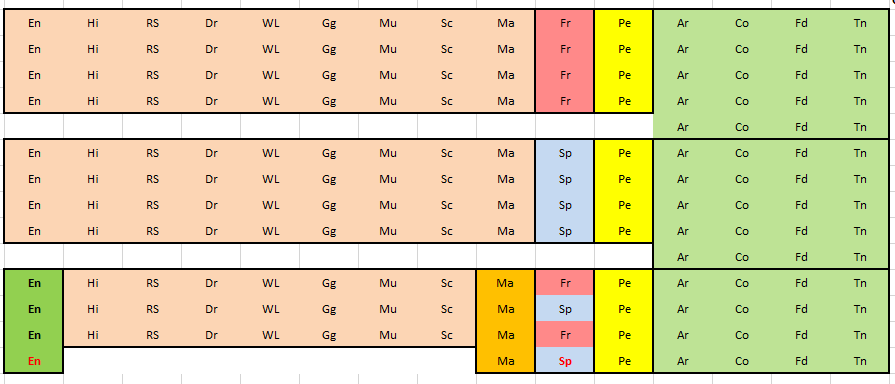 En Hi RS Dr WL Gg Mu Sc Ma Fr Pe Ar Co Fd Tn
En Hi RS Dr WL Gg Mu Sc Ma Fr Pe Ar Co Fd Tn
En Hi RS Dr WL Gg Mu Sc Ma Fr Pe Ar Co Fd Tn
En Hi RS Dr WL Gg Mu Sc Ma Fr Pe Ar Co Fd Tn
Ar Co Fd Tn
En Hi RS Dr WL Gg Mu Sc Ma Sp Pe Ar Co Fd Tn
En Hi RS Dr WL Gg Mu Sc Ma Sp Pe Ar Co Fd Tn
En Hi RS Dr WL Gg Mu Sc Ma Sp Pe Ar Co Fd Tn
En Hi RS Dr WL Gg Mu Sc Ma Sp Pe Ar Co Fd Tn
Ar Co Fd Tn
En Hi RS Dr WL Gg Mu Sc Ma Fr Pe Ar Co Fd Tn
En Hi RS Dr WL Gg Mu Sc Ma Sp Pe Ar Co Fd Tn
En Hi RS Dr WL Gg Mu Sc Ma Fr Pe Ar Co Fd Tn
En Ma Sp Pe Ar Co Fd Tn